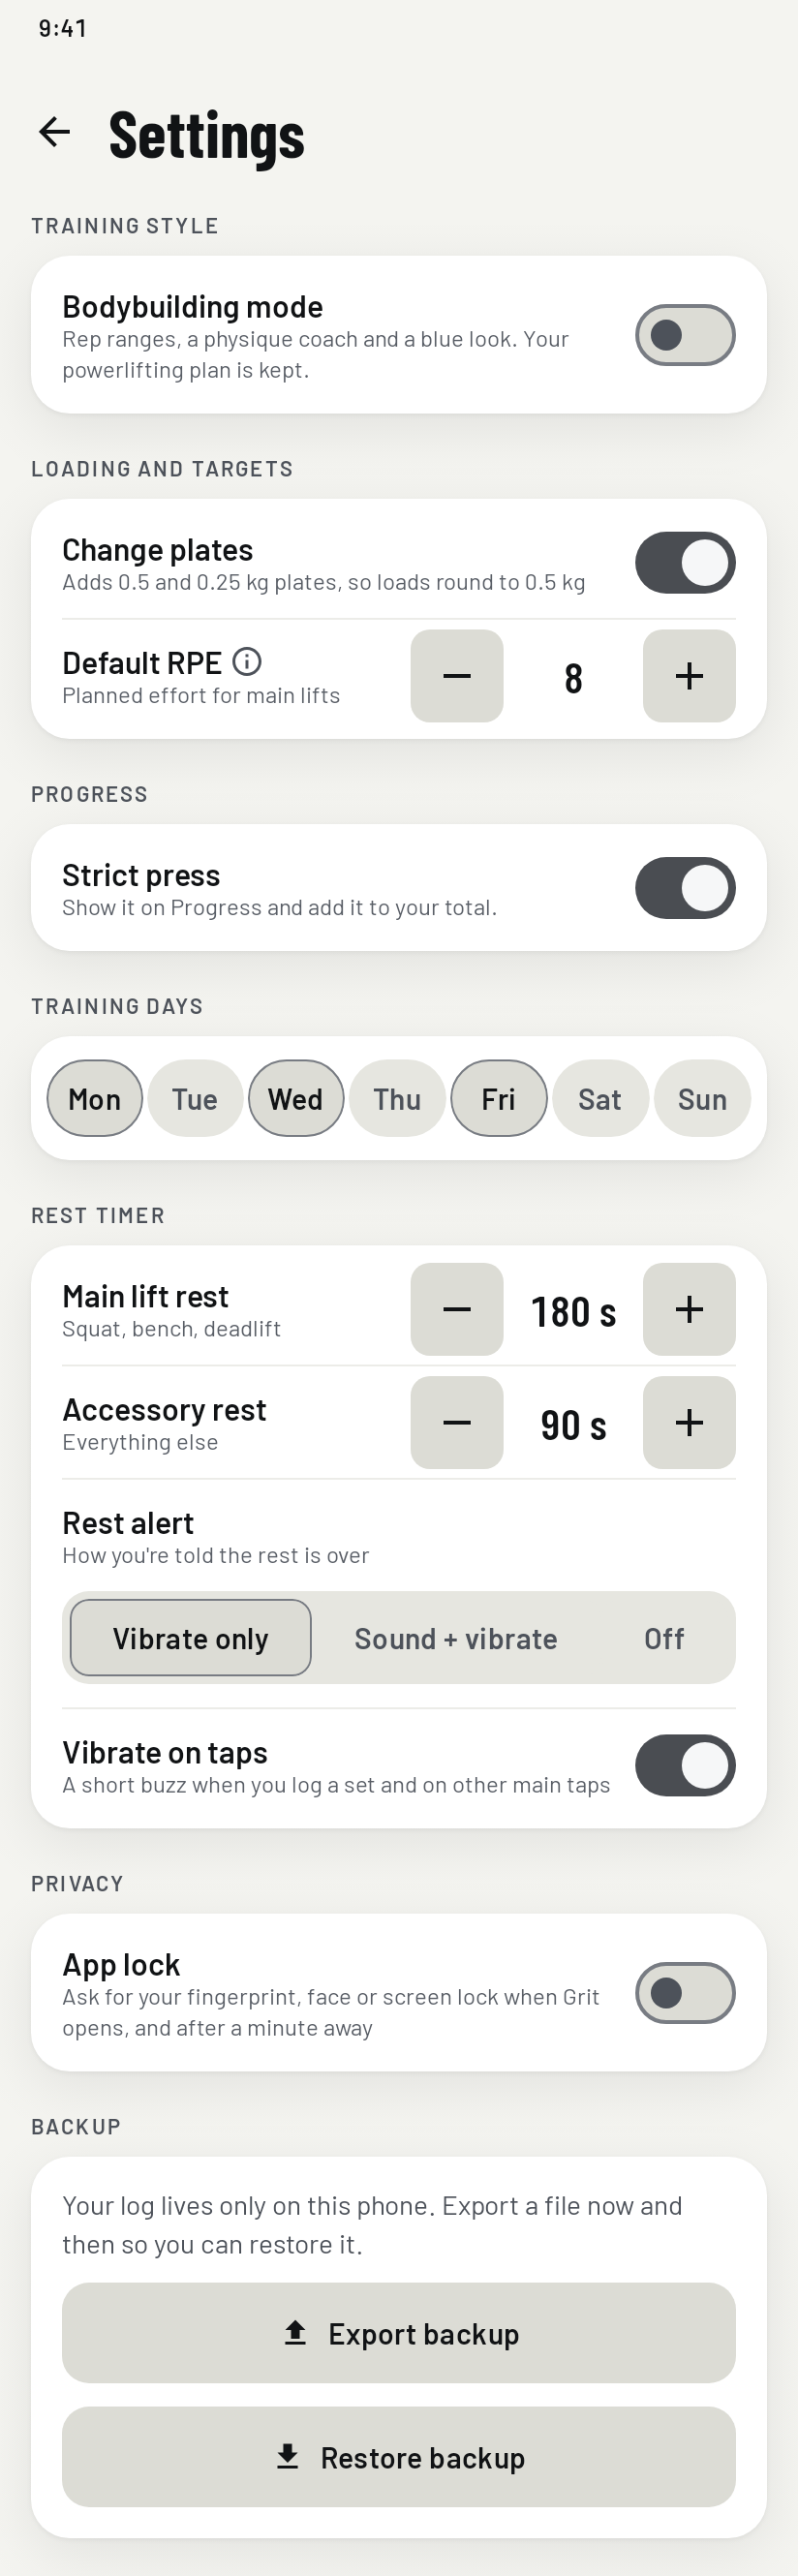 9:41
Settings
TRAINING STYLE
Bodybuilding mode
Rep ranges, a physique coach and a blue look. Your
powerlifting plan is kept.
LOADING AND TARGETS
Change plates
Adds 0.5 and 0.25 kg plates, so loads round to 0.5 kg
Default RPE
Planned effort for main lifts
− 8 +
PROGRESS
Strict press
Show it on Progress and add it to your total.
TRAINING DAYS
Mon Tue Wed Thu Fri Sat Sun
REST TIMER
Main lift rest
Squat, bench, deadlift
− 180 s +
Accessory rest
Everything else
− 90 s +
Rest alert
How you're told the rest is over
Vibrate only Sound + vibrate Off
Vibrate on taps
A short buzz when you log a set and on other main taps
PRIVACY
App lock
Ask for your fingerprint, face or screen lock when Grit
opens, and after a minute away
BACKUP
Your log lives only on this phone. Export a file now and
then so you can restore it.
Export backup
Restore backup